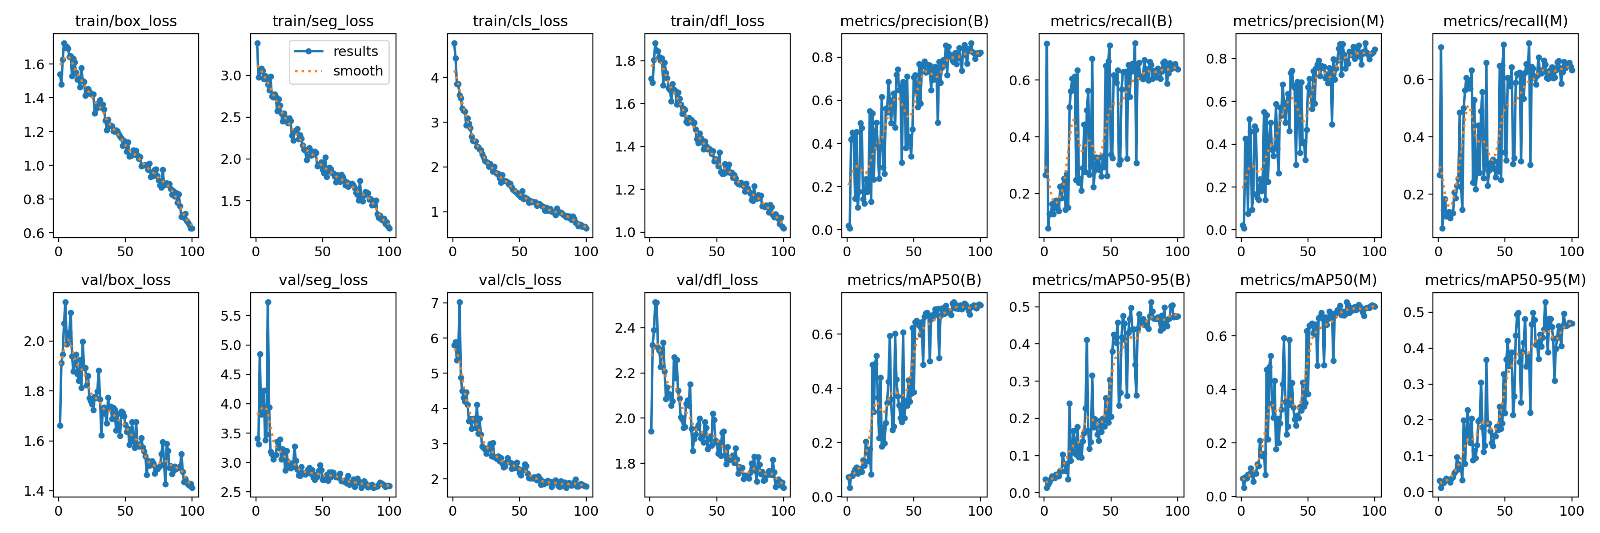 train/box_loss
train/seg_loss
train/cls_loss
train/dfl_loss
metrics/precision(B)
metrics/recall(B)
metrics/precision(M)
metrics/recall(M)
results
smooth
1.6
1.4
1.2
1.0
0.8
0.6
0 50 100
3.0
2.5
2.0
1.5
0 50 100
4
3
2
1
0 50 100
1.8
1.6
1.4
1.2
1.0
0 50 100
0.8
0.6
0.4
0.2
0.0
0 50 100
0.6
0.4
0.2
0 50 100
0.8
0.6
0.4
0.2
0.0
0 50 100
0.6
0.4
0.2
0 50 100
val/box_loss
val/seg_loss
val/cls_loss
val/dfl_loss
metrics/mAP50(B)
metrics/mAP50-95(B)
metrics/mAP50(M)
metrics/mAP50-95(M)
2.0
1.8
1.6
1.4
0 50 100
5.5
5.0
4.5
4.0
3.5
3.0
2.5
0 50 100
7
6
5
4
3
2
0 50 100
2.4
2.2
2.0
1.8
0 50 100
0.6
0.4
0.2
0.0
0 50 100
0.5
0.4
0.3
0.2
0.1
0.0
0 50 100
0.6
0.4
0.2
0.0
0 50 100
0.5
0.4
0.3
0.2
0.1
0.0
0 50 100